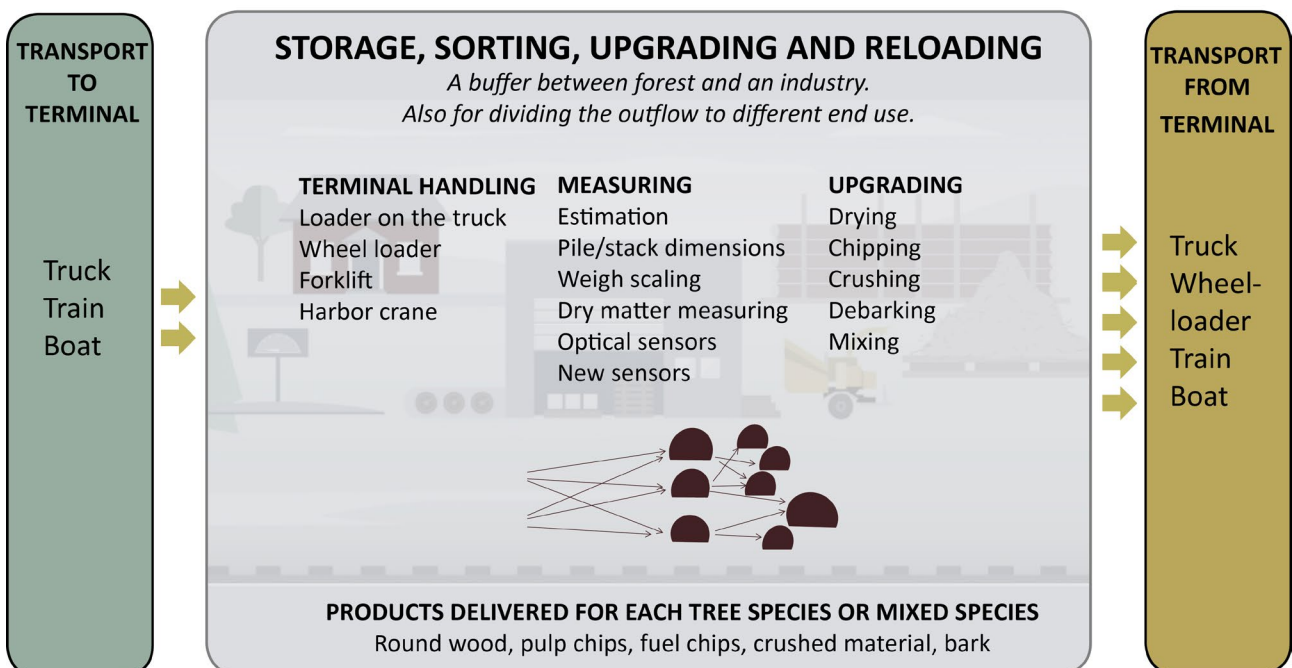 TRANSPORT
TO
TERMINAL
Truck
Train
Boat
STORAGE, SORTING, UPGRADING AND RELOADING
A buffer between forest and an industry.
Also for dividing the outflow to different end use.
TERMINAL HANDLING
Loader on the truck
Wheel loader
Forklift
Harbor crane
MEASURING
Estimation
Pile/stack dimensions
Weigh scaling
Dry matter measuring
Optical sensors
New sensors
UPGRADING
Drying
Chipping
Crushing
Debarking
Mixing
PRODUCTS DELIVERED FOR EACH TREE SPECIES OR MIXED SPECIES
Round wood, pulp chips, fuel chips, crushed material, bark
TRANSPORT
FROM
TERMINAL
Truck
Wheel-
loader
Train
Boat